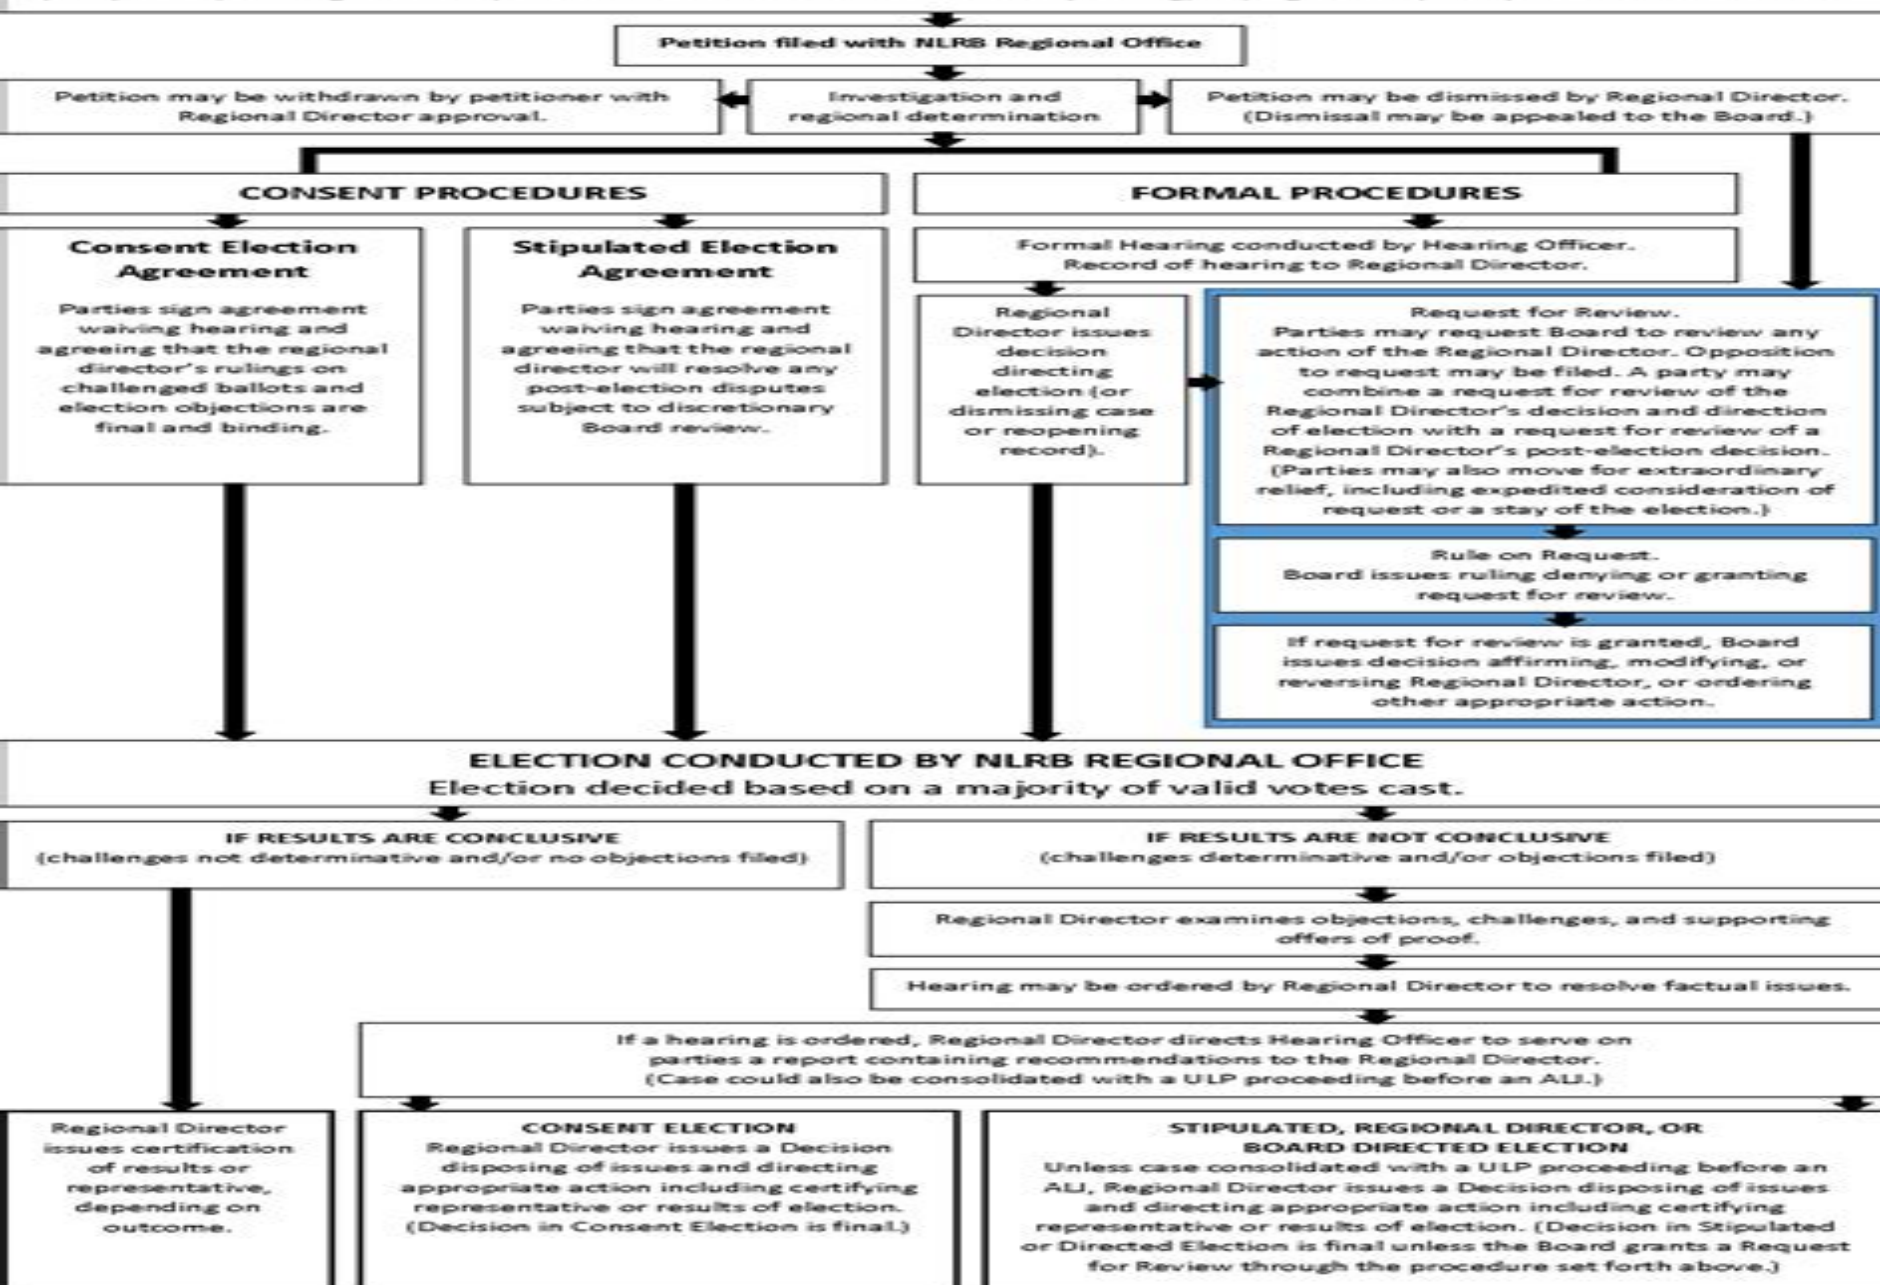 Petition filed with NLRB Regional Office
Petition may be withdrawn by petitioner with
Regional Director approval.
Investigation and
regional determination
Petition may be dismissed by Regional Director.
(Dismissal may be appealed to the Board.)
CONSENT PROCEDURES
FORMAL PROCEDURES
Consent Election
Agreement
Parties sign agreement
waiving hearing and
agreeing that the regional
director's rulings on
challenged ballots and
election objections are
final and binding.
Stipulated Election
Agreement
Parties sign agreement
waiving hearing and
agreeing that the regional
director will resolve any
post-election disputes
subject to discretionary
Board review.
Formal Hearing conducted by Hearing Officer.
Record of hearing to Regional Director.
Regional
Director issues
decision
directing
election (or
dismissing case
or reopening
record).
Request for Review.
Parties may request Board to review any
action of the Regional Director. Opposition
to request may be filed. A party may
combine a request for review of the
Regional Director's decision and direction
of election with a request for review of a
Regional Director's post-election decision.
(Parties may also move for extraordinary
relief, including expedited consideration of
request or a stay of the election.)
Rule on Request.
Board issues ruling denying or granting
request for review.
If request for review is granted, Board
issues decision affirming, modifying, or
reversing Regional Director, or ordering
other appropriate action.
ELECTION CONDUCTED BY NLRB REGIONAL OFFICE
Election decided based on a majority of valid votes cast.
IF RESULTS ARE CONCLUSIVE
(challenges not determinative and/or no objections filed)
IF RESULTS ARE NOT CONCLUSIVE
(challenges determinative and/or objections filed)
Regional Director examines objections, challenges, and supporting
offers of proof.
Hearing may be ordered by Regional Director to resolve factual issues.
If a hearing is ordered, Regional Director directs Hearing Officer to serve on
parties a report containing recommendations to the Regional Director.
(Case could also be consolidated with a ULP proceeding before an ALJ.)
Regional Director
issues certification
of results or
representative,
depending on
outcome.
CONSENT ELECTION
Regional Director issues a Decision
disposing of issues and directing
appropriate action including certifying
representative or results of election.
(Decision in Consent Election is final.)
STIPULATED, REGIONAL DIRECTOR, OR
BOARD DIRECTED ELECTION
Unless case consolidated with a ULP proceeding before an
ALJ, Regional Director issues a Decision disposing of issues
and directing appropriate action including certifying
representative or results of election. (Decision in Stipulated
or Directed Election is final unless the Board grants a Request
for Review through the procedure set forth above.)